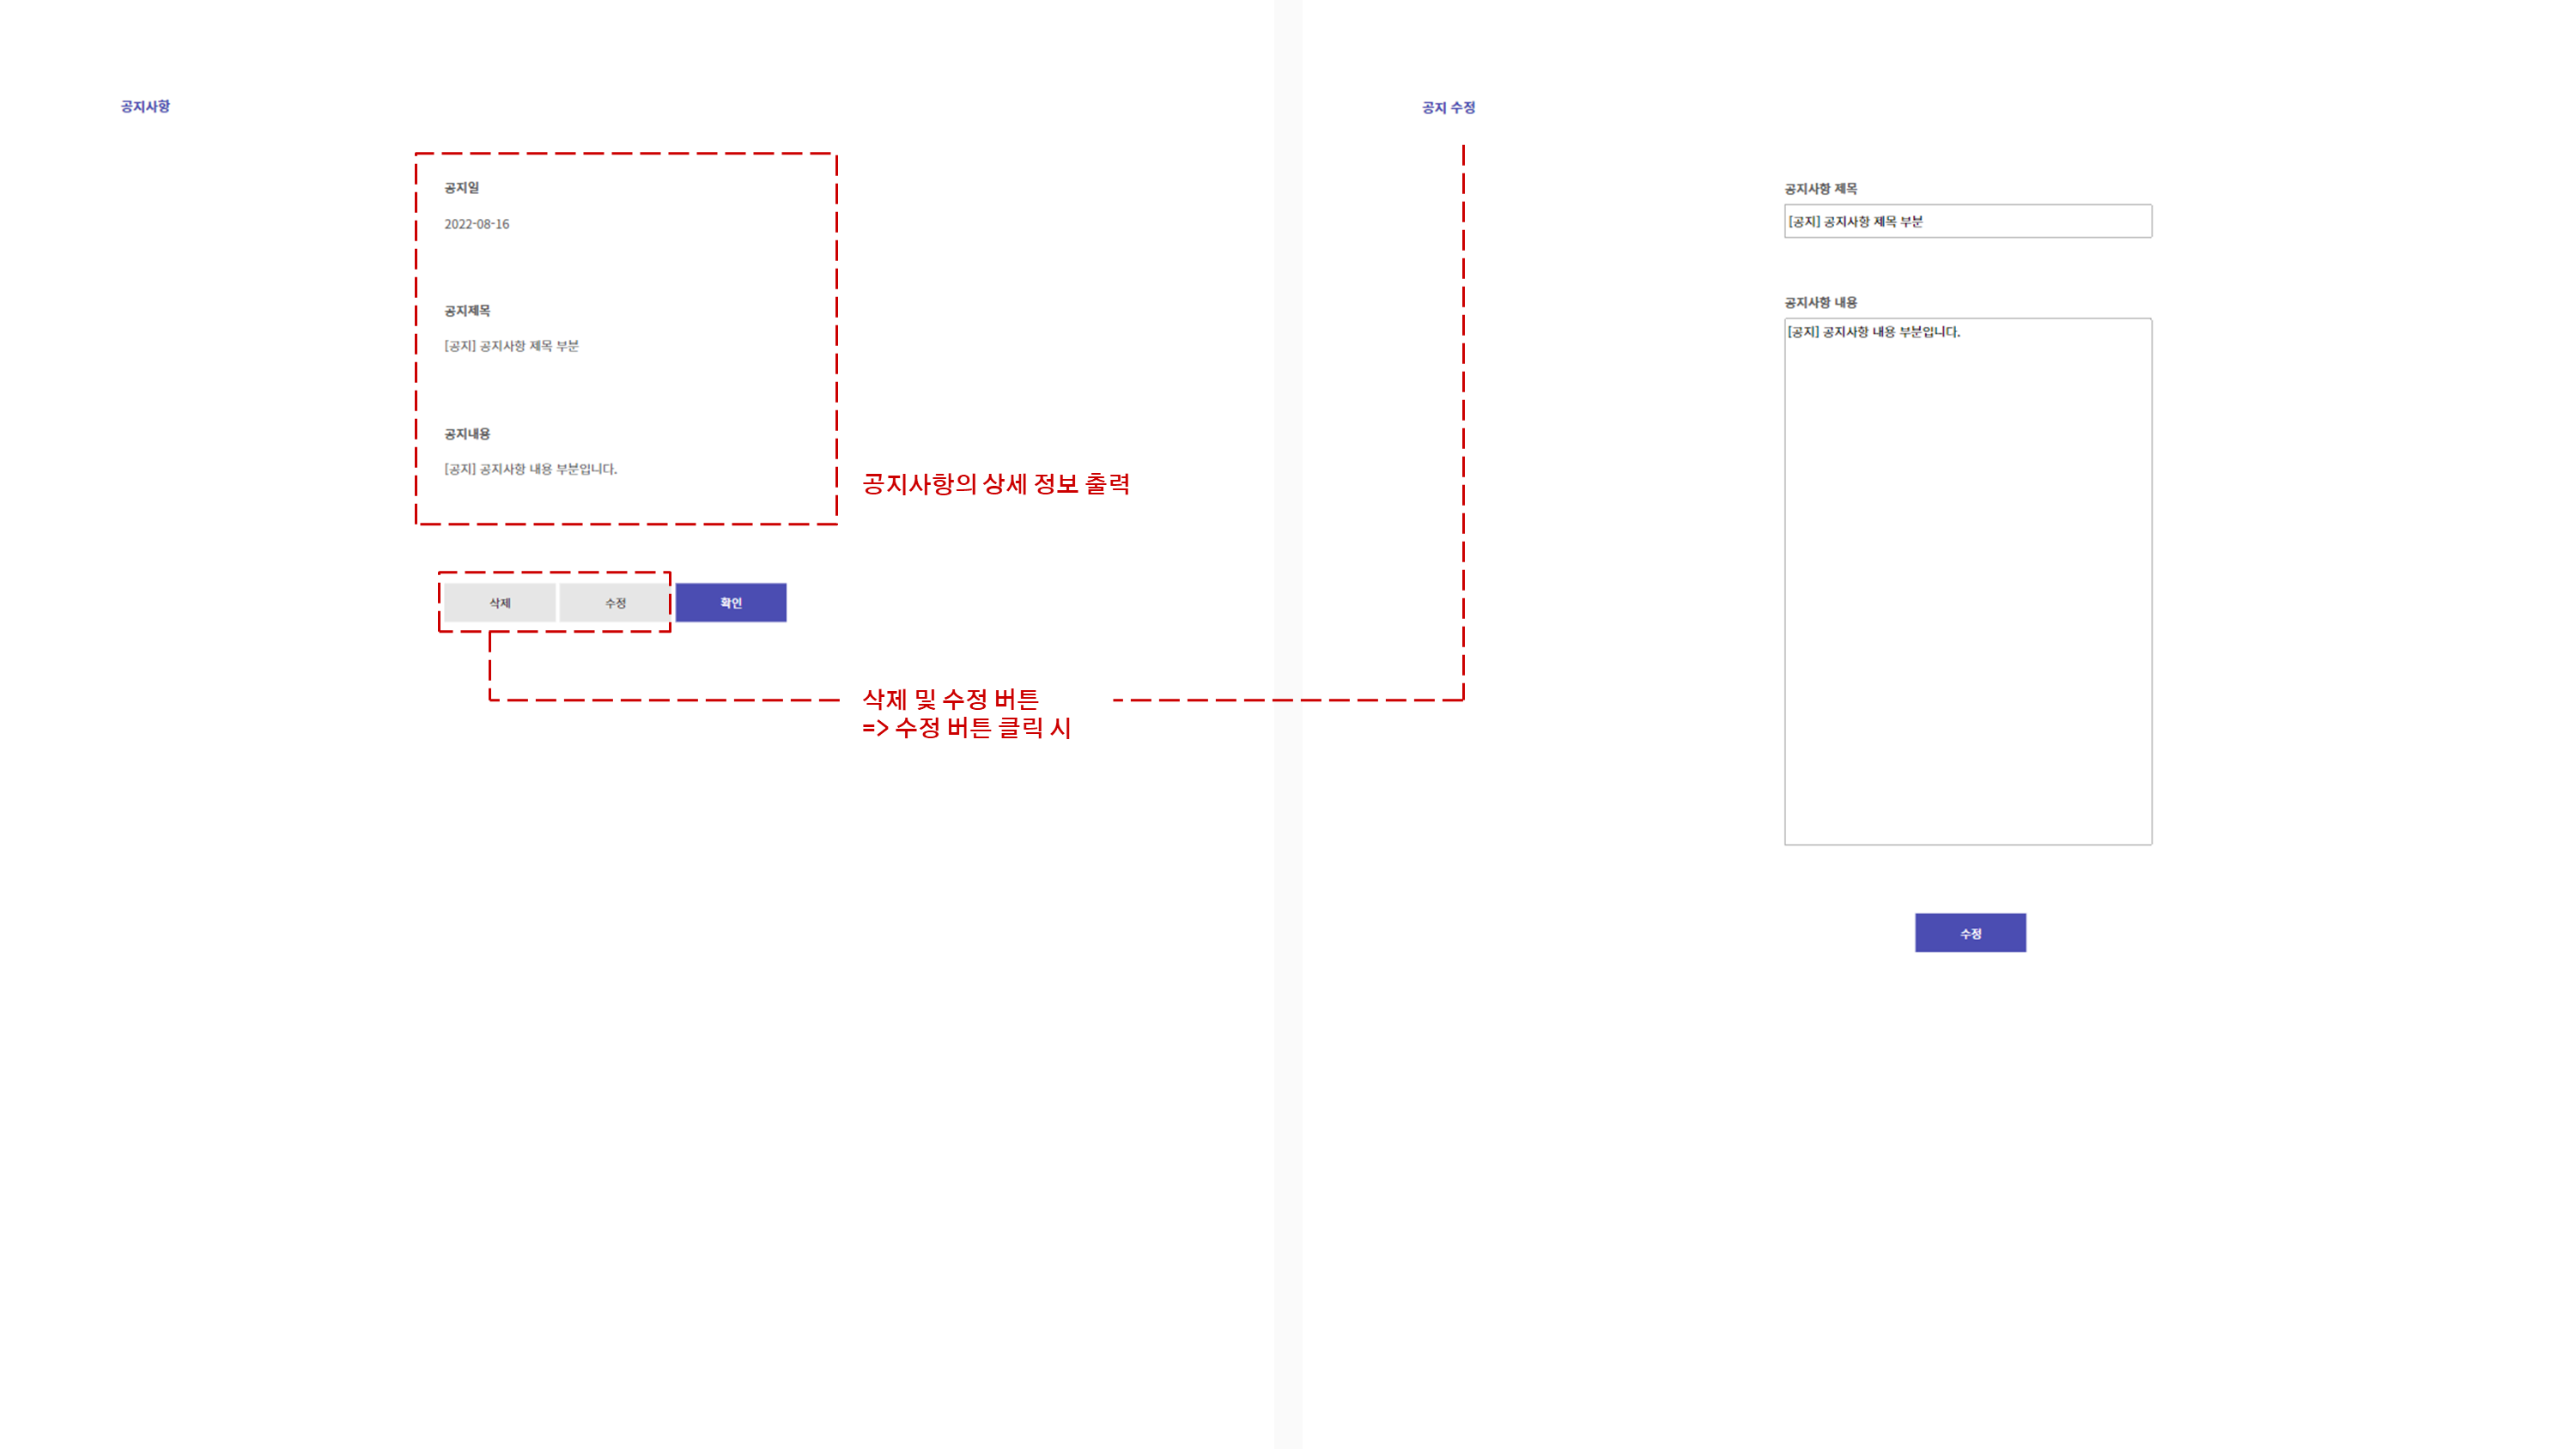 공지사항
공지일
2022-08-16
공지제목
[공지] 공지사항 제목 부분
공지내용
[공지] 공지사항 내용 부분입니다.
공지사항의 상세 정보 출력
삭제
수정
확인
삭제 및 수정 버튼
=> 수정 버튼 클릭 시
공지 수정
공지사항 제목
[공지] 공지사항 제목 부분
공지사항 내용
[공지] 공지사항 내용 부분입니다.
수정